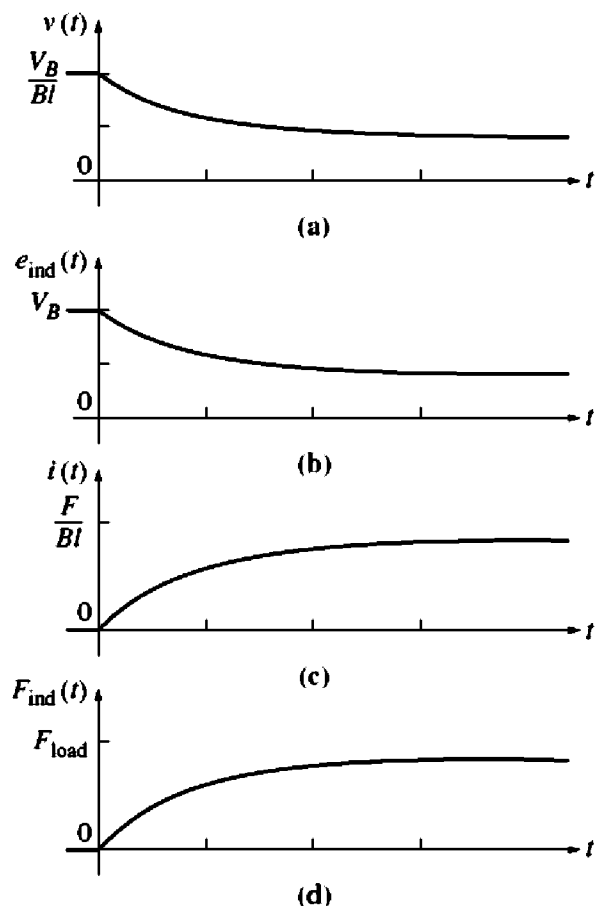 v(t)
V_B
Bl
0
t
(a)
e_ind(t)
V_B
0
t
(b)
i(t)
F
Bl
0
t
(c)
F_ind(t)
F_load
0
t
(d)